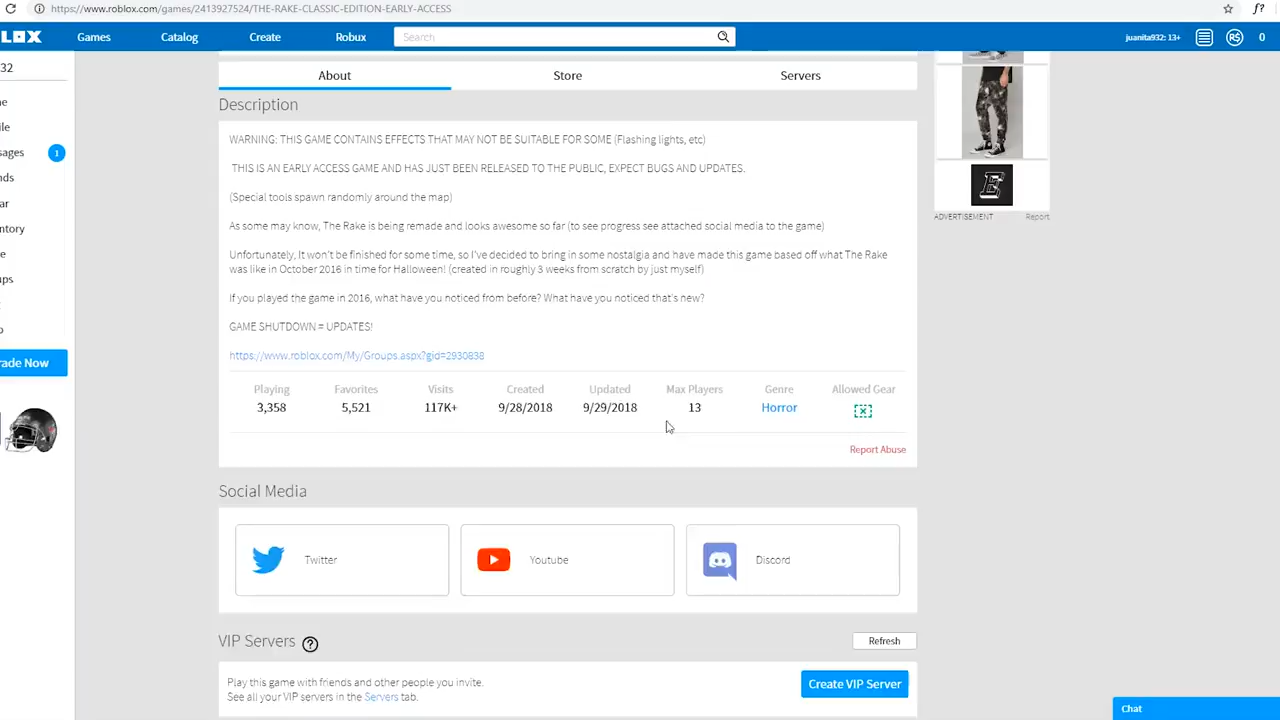 https://www.roblox.com/games/2413927524/THE-RAKE-CLASSIC-EDITION-EARLY-ACCESS
f?
LOX
Games
Catalog
Create
Robux
Search
juanita932: 13+
R$
0
32
About
Store
Servers
Description
WARNING: THIS GAME CONTAINS EFFECTS THAT MAY NOT BE SUITABLE FOR SOME (Flashing lights, etc)
THIS IS AN EARLY ACCESS GAME AND HAS JUST BEEN RELEASED TO THE PUBLIC, EXPECT BUGS AND UPDATES.
(Special tools spawn randomly around the map)
As some may know, The Rake is being remade and looks awesome so far (to see progress see attached social media to the game)
Unfortunately, It won't be finished for some time, so I've decided to bring in some nostalgia and have made this game based off what The Rake
was like in October 2016 in time for Halloween! (created in roughly 3 weeks from scratch by just myself)
If you played the game in 2016, what have you noticed from before? What have you noticed that's new?
GAME SHUTDOWN = UPDATES!
https://www.roblox.com/My/Groups.aspx?gid=2930838
Playing Favorites Visits Created Updated Max Players Genre Allowed Gear
3,358 5,521 117K+ 9/28/2018 9/29/2018 13 Horror
Report Abuse
ne
ile
sages 1
nds
ar
entory
e
ups
o
rade Now
E
ADVERTISEMENT Report
Social Media
Twitter
Youtube
Discord
VIP Servers ?
Refresh
Play this game with friends and other people you invite.
See all your VIP servers in the Servers tab.
Create VIP Server
Chat